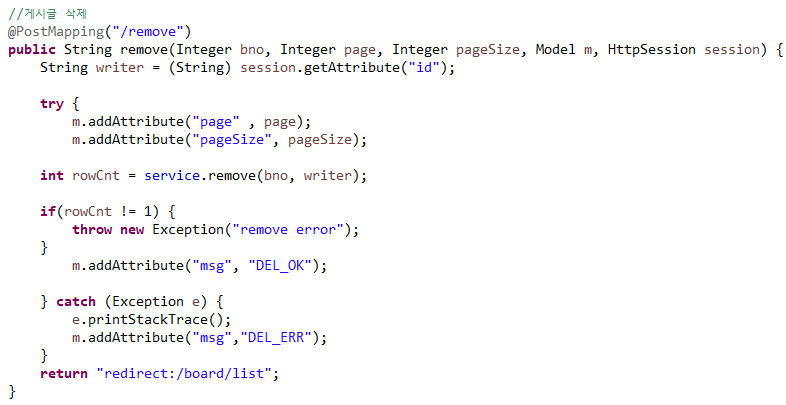 //게시글 삭제
@PostMapping("/remove")
public String remove(Integer bno, Integer page, Integer pageSize, Model m, HttpSession session) {
    String writer = (String) session.getAttribute("id");

    try {
        m.addAttribute("page" , page);
        m.addAttribute("pageSize", pageSize);

    int rowCnt = service.remove(bno, writer);

    if(rowCnt != 1) {
        throw new Exception("remove error");
    }
        m.addAttribute("msg", "DEL_OK");

    } catch (Exception e) {
        e.printStackTrace();
        m.addAttribute("msg","DEL_ERR");
    }
    return "redirect:/board/list";
}